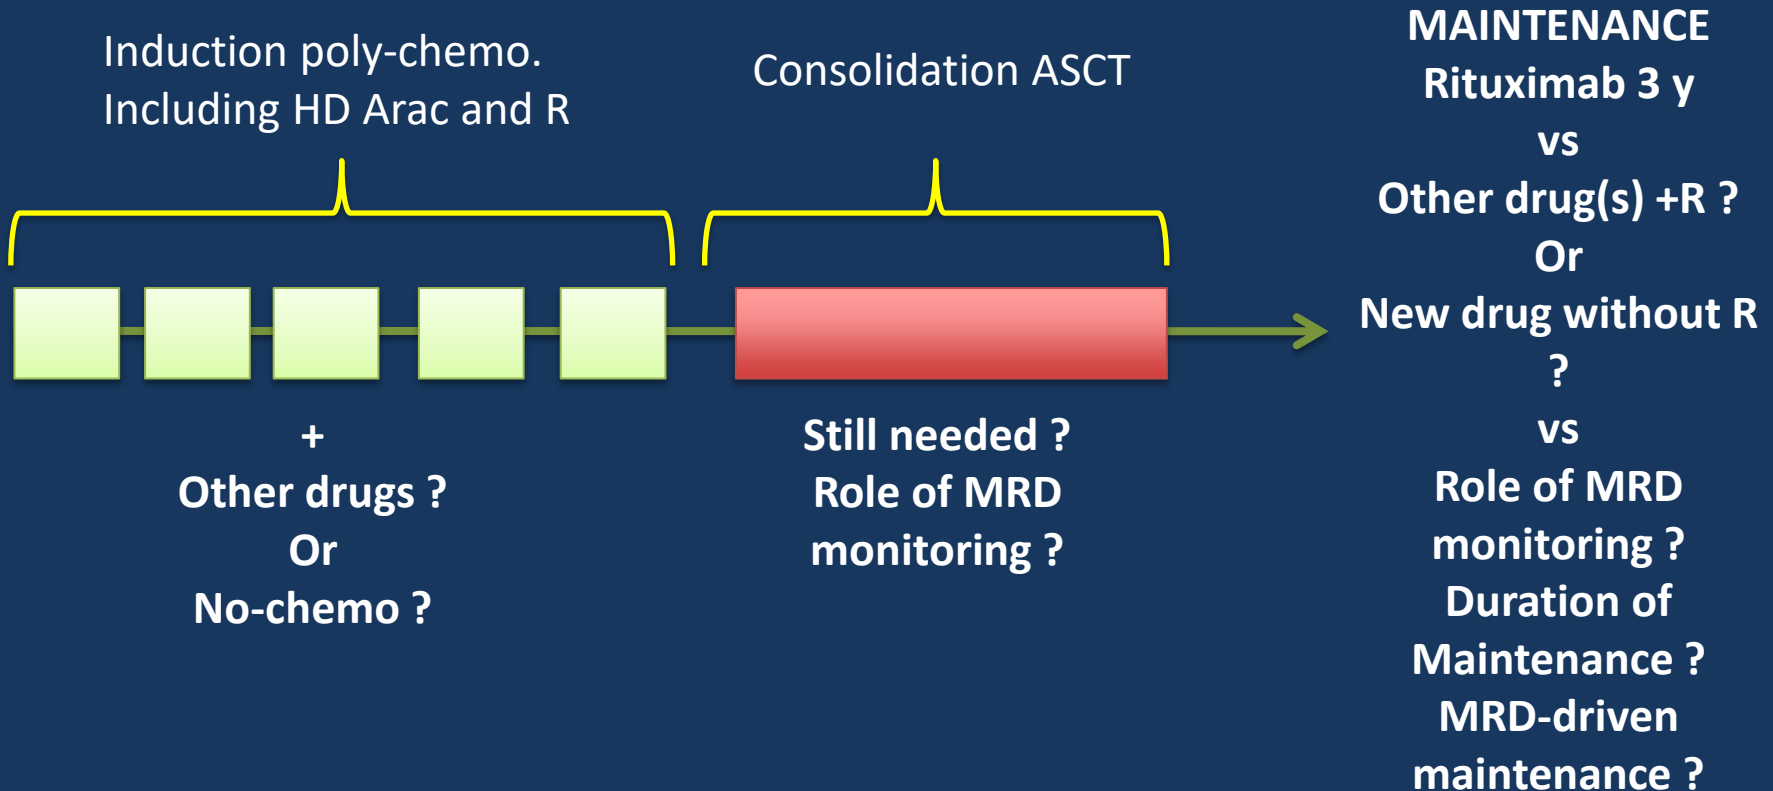 Induction poly-chemo.
Including HD Arac and R
Consolidation ASCT
+
Other drugs ?
Or
No-chemo ?
Still needed ?
Role of MRD
monitoring ?
MAINTENANCE
Rituximab 3 y
vs
Other drug(s) +R ?
Or
New drug without R
?
vs
Role of MRD
monitoring ?
Duration of
Maintenance ?
MRD-driven
maintenance ?